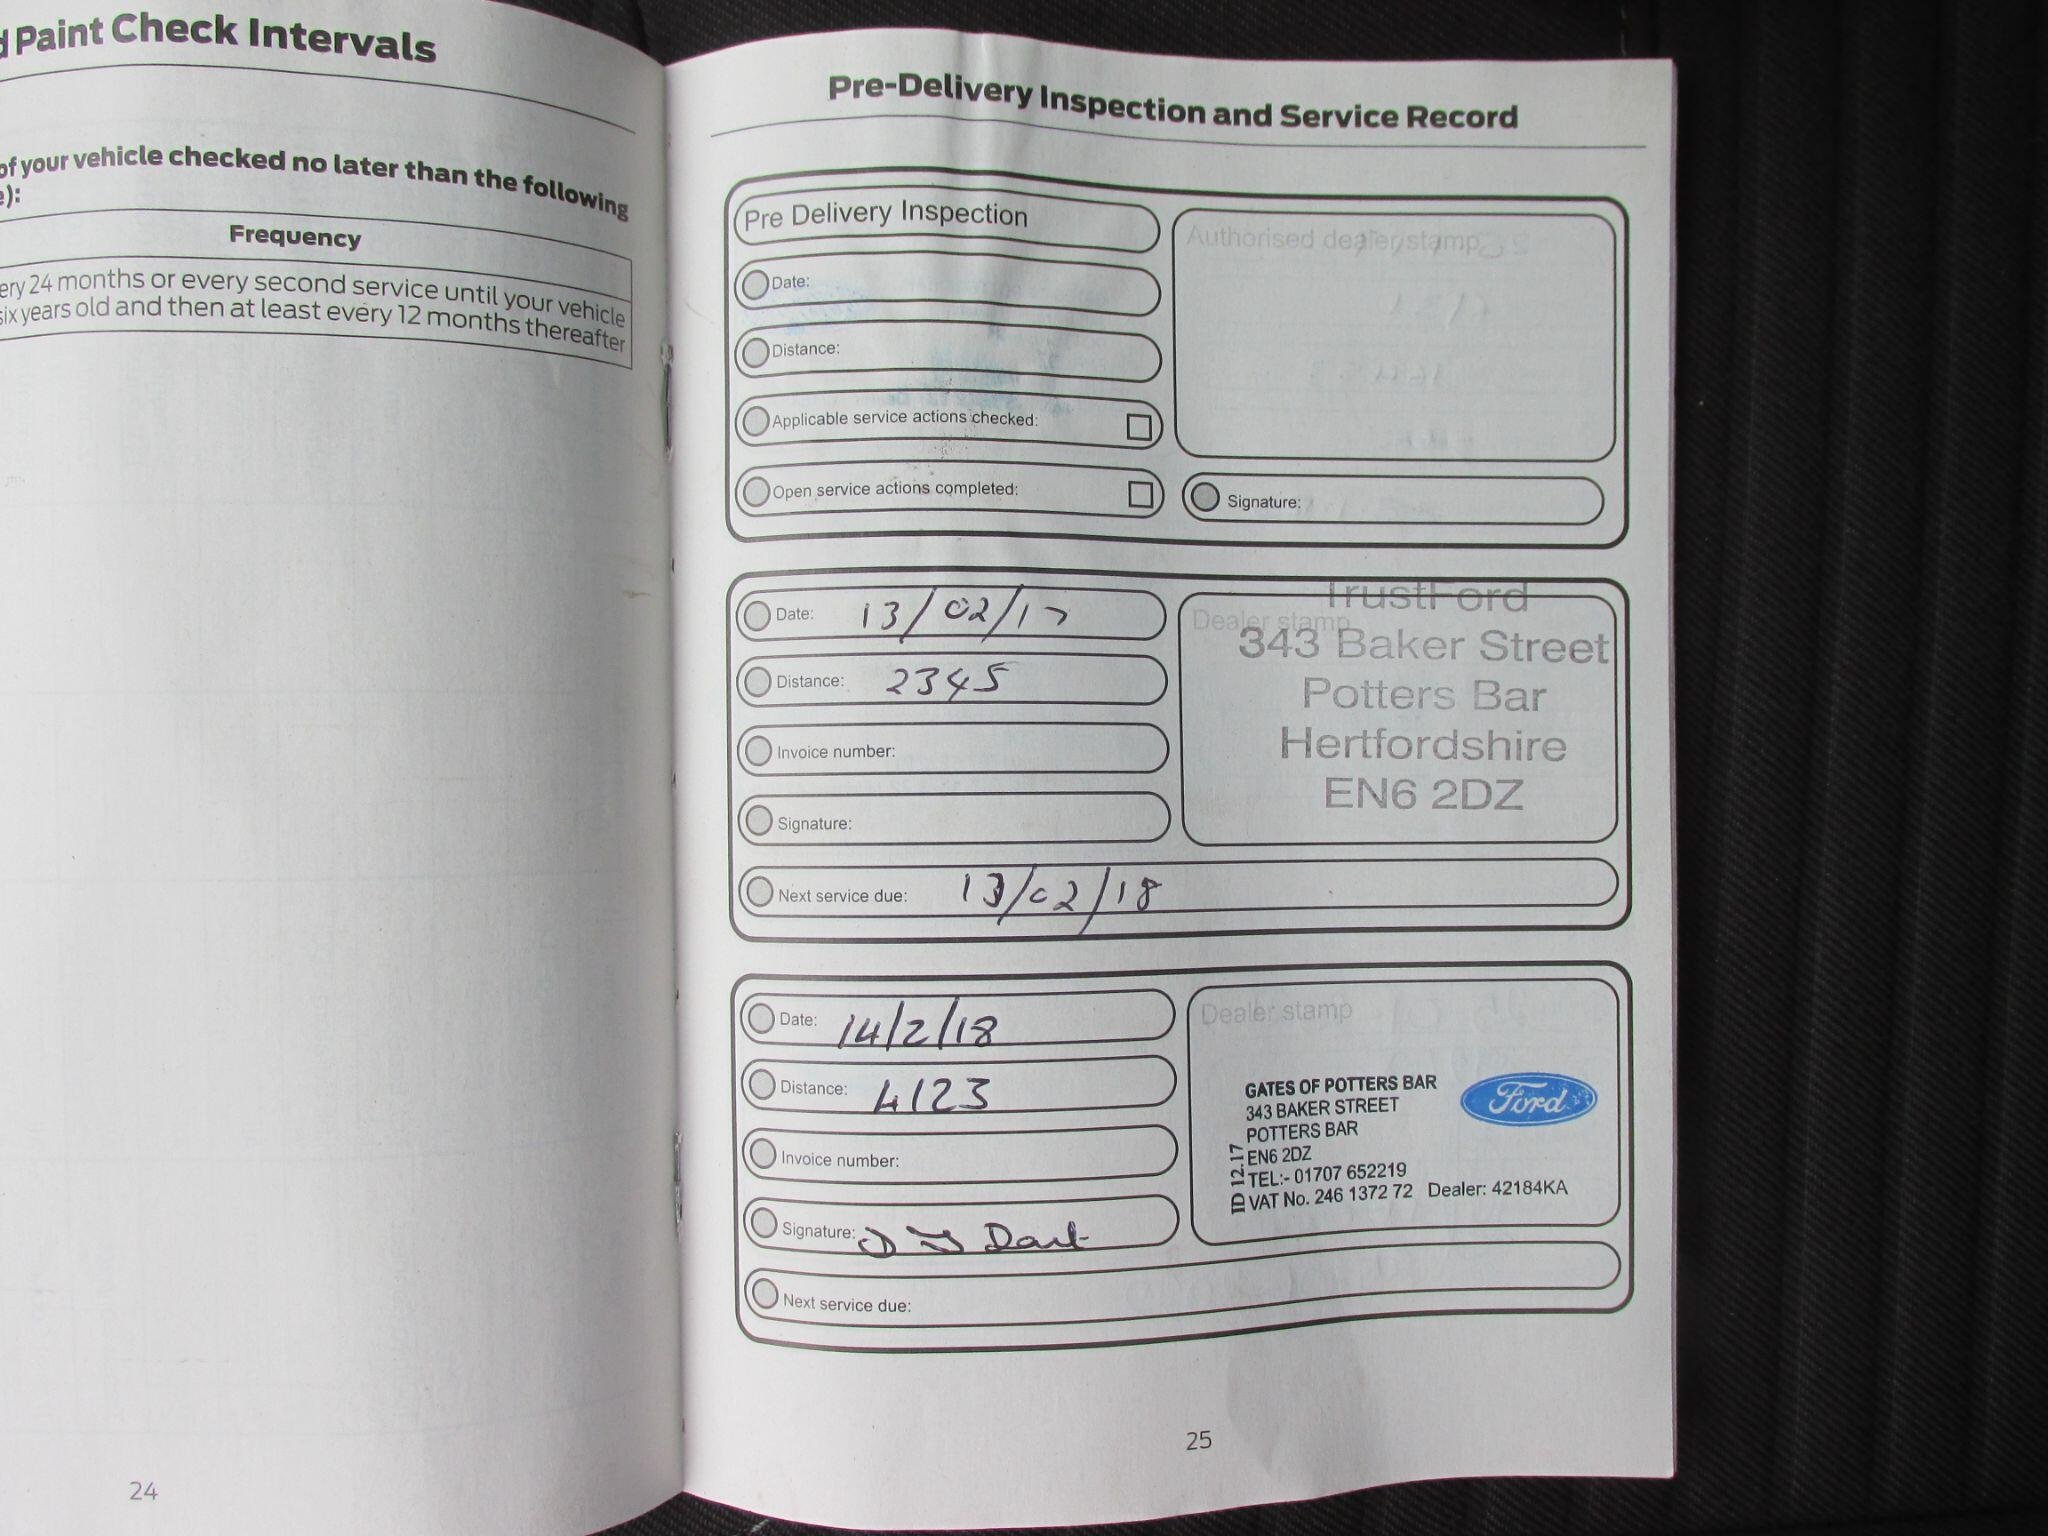 d Paint Check Intervals
of your vehicle checked no later than the following
e):
Frequency
ery 24 months or every second service until your vehicle
six years old and then at least every 12 months thereafter
24
Pre-Delivery Inspection and Service Record
Pre Delivery Inspection
Authorised dealer stamp
Date:
Distance:
Applicable service actions checked:
Open service actions completed:
Signature:
Date: 13/02/17
Distance: 2345
Invoice number:
Signature:
Next service due: 13/02/18
Dealer stamp
TrustFord
343 Baker Street
Potters Bar
Hertfordshire
EN6 2DZ
Date: 14/2/18
Distance: 4123
Invoice number:
Signature:
Next service due:
Dealer stamp
GATES OF POTTERS BAR
343 BAKER STREET
POTTERS BAR
EN6 2DZ
TEL:- 01707 652219
VAT No. 246 1372 72 Dealer: 42184KA
ID 12.17
Ford
25